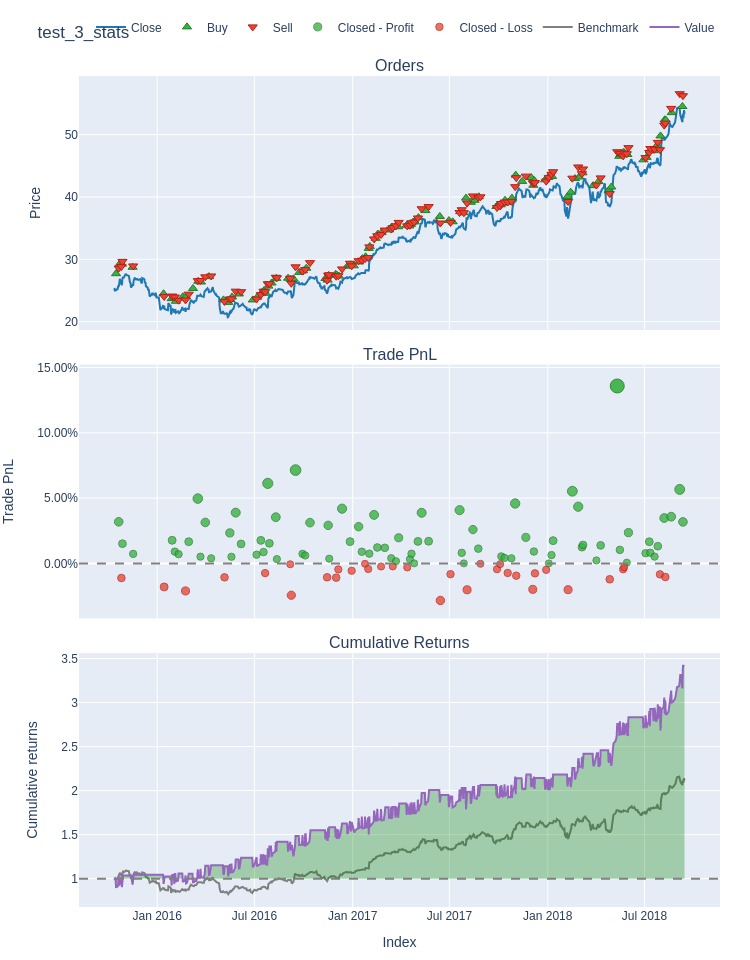 test_3_stats
Close Buy Sell Closed - Profit Closed - Loss Benchmark Value
Orders
Price
50
40
30
20
Trade PnL
Trade PnL
15.00%
10.00%
5.00%
0.00%
Cumulative Returns
Cumulative returns
3.5
3
2.5
2
1.5
1
Jan 2016 Jul 2016 Jan 2017 Jul 2017 Jan 2018 Jul 2018
Index